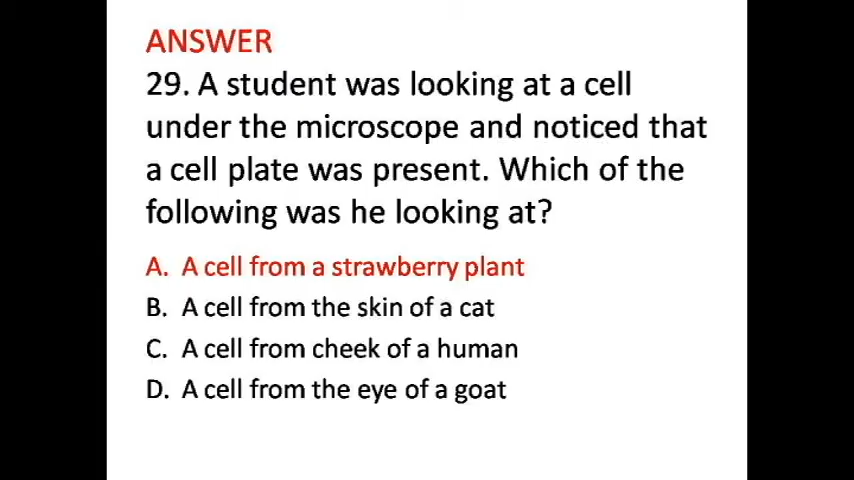 ANSWER
29. A student was looking at a cell
under the microscope and noticed that
a cell plate was present. Which of the
following was he looking at?
A. A cell from a strawberry plant
B. A cell from the skin of a cat
C. A cell from cheek of a human
D. A cell from the eye of a goat